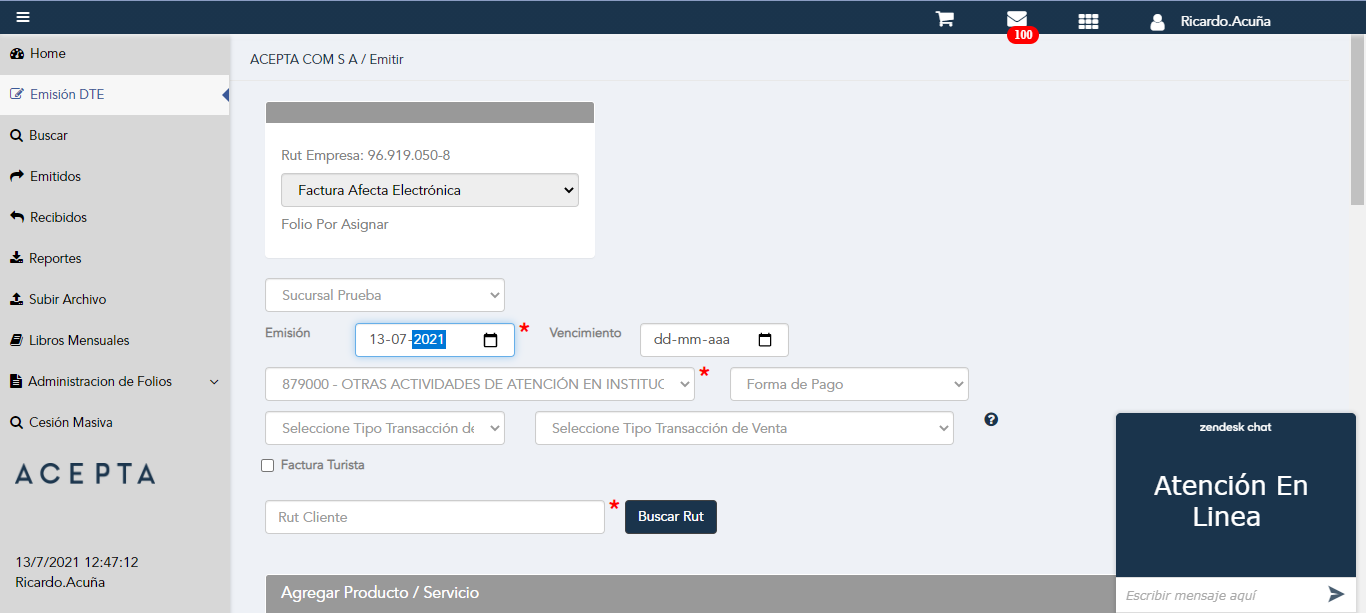 Ricardo.Acuña
100
Home
Emisión DTE
Buscar
Emitidos
Recibidos
Reportes
Subir Archivo
Libros Mensuales
Administracion de Folios
Cesión Masiva
ACEPTA
13/7/2021 12:47:12
Ricardo.Acuña
ACEPTA COM S A / Emitir
Rut Empresa: 96.919.050-8
Factura Afecta Electrónica
Folio Por Asignar
Sucursal Prueba
Emisión 13-07-2021 * Vencimiento dd-mm-aaa
879000 - OTRAS ACTIVIDADES DE ATENCIÓN EN INSTITUC * Forma de Pago
Seleccione Tipo Transacción de Seleccione Tipo Transacción de Venta ?
Factura Turista
Rut Cliente * Buscar Rut
Agregar Producto / Servicio
zendesk chat
Atención En
Linea
Escribir mensaje aquí